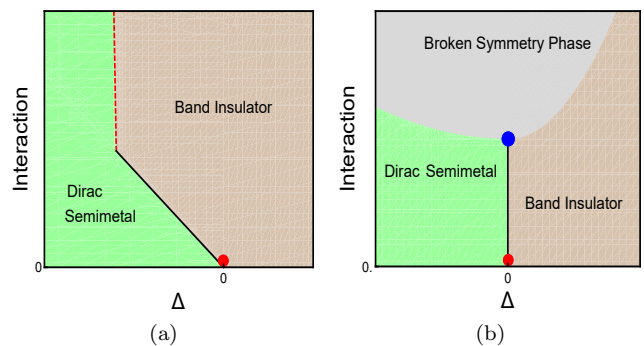 Interaction
Band Insulator
Dirac
Semimetal
0
0
Δ
(a)
Interaction
Broken Symmetry Phase
Dirac Semimetal
Band Insulator
0.
0
Δ
(b)